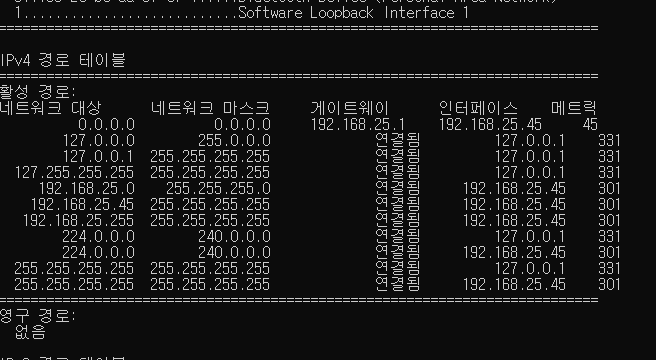 1...........................Software Loopback Interface 1
===========================================================================
IPv4 경로 테이블
===========================================================================
활성 경로:
네트워크 대상 네트워크 마스크 게이트웨이 인터페이스 메트릭
0.0.0.0 0.0.0.0 192.168.25.1 192.168.25.45 45
127.0.0.0 255.0.0.0 연결됨 127.0.0.1 331
127.0.0.1 255.255.255.255 연결됨 127.0.0.1 331
127.255.255.255 255.255.255.255 연결됨 127.0.0.1 331
192.168.25.0 255.255.255.0 연결됨 192.168.25.45 301
192.168.25.45 255.255.255.255 연결됨 192.168.25.45 301
192.168.25.255 255.255.255.255 연결됨 192.168.25.45 301
224.0.0.0 240.0.0.0 연결됨 127.0.0.1 331
224.0.0.0 240.0.0.0 연결됨 192.168.25.45 301
255.255.255.255 255.255.255.255 연결됨 127.0.0.1 331
255.255.255.255 255.255.255.255 연결됨 192.168.25.45 301
===========================================================================
영구 경로:
없음